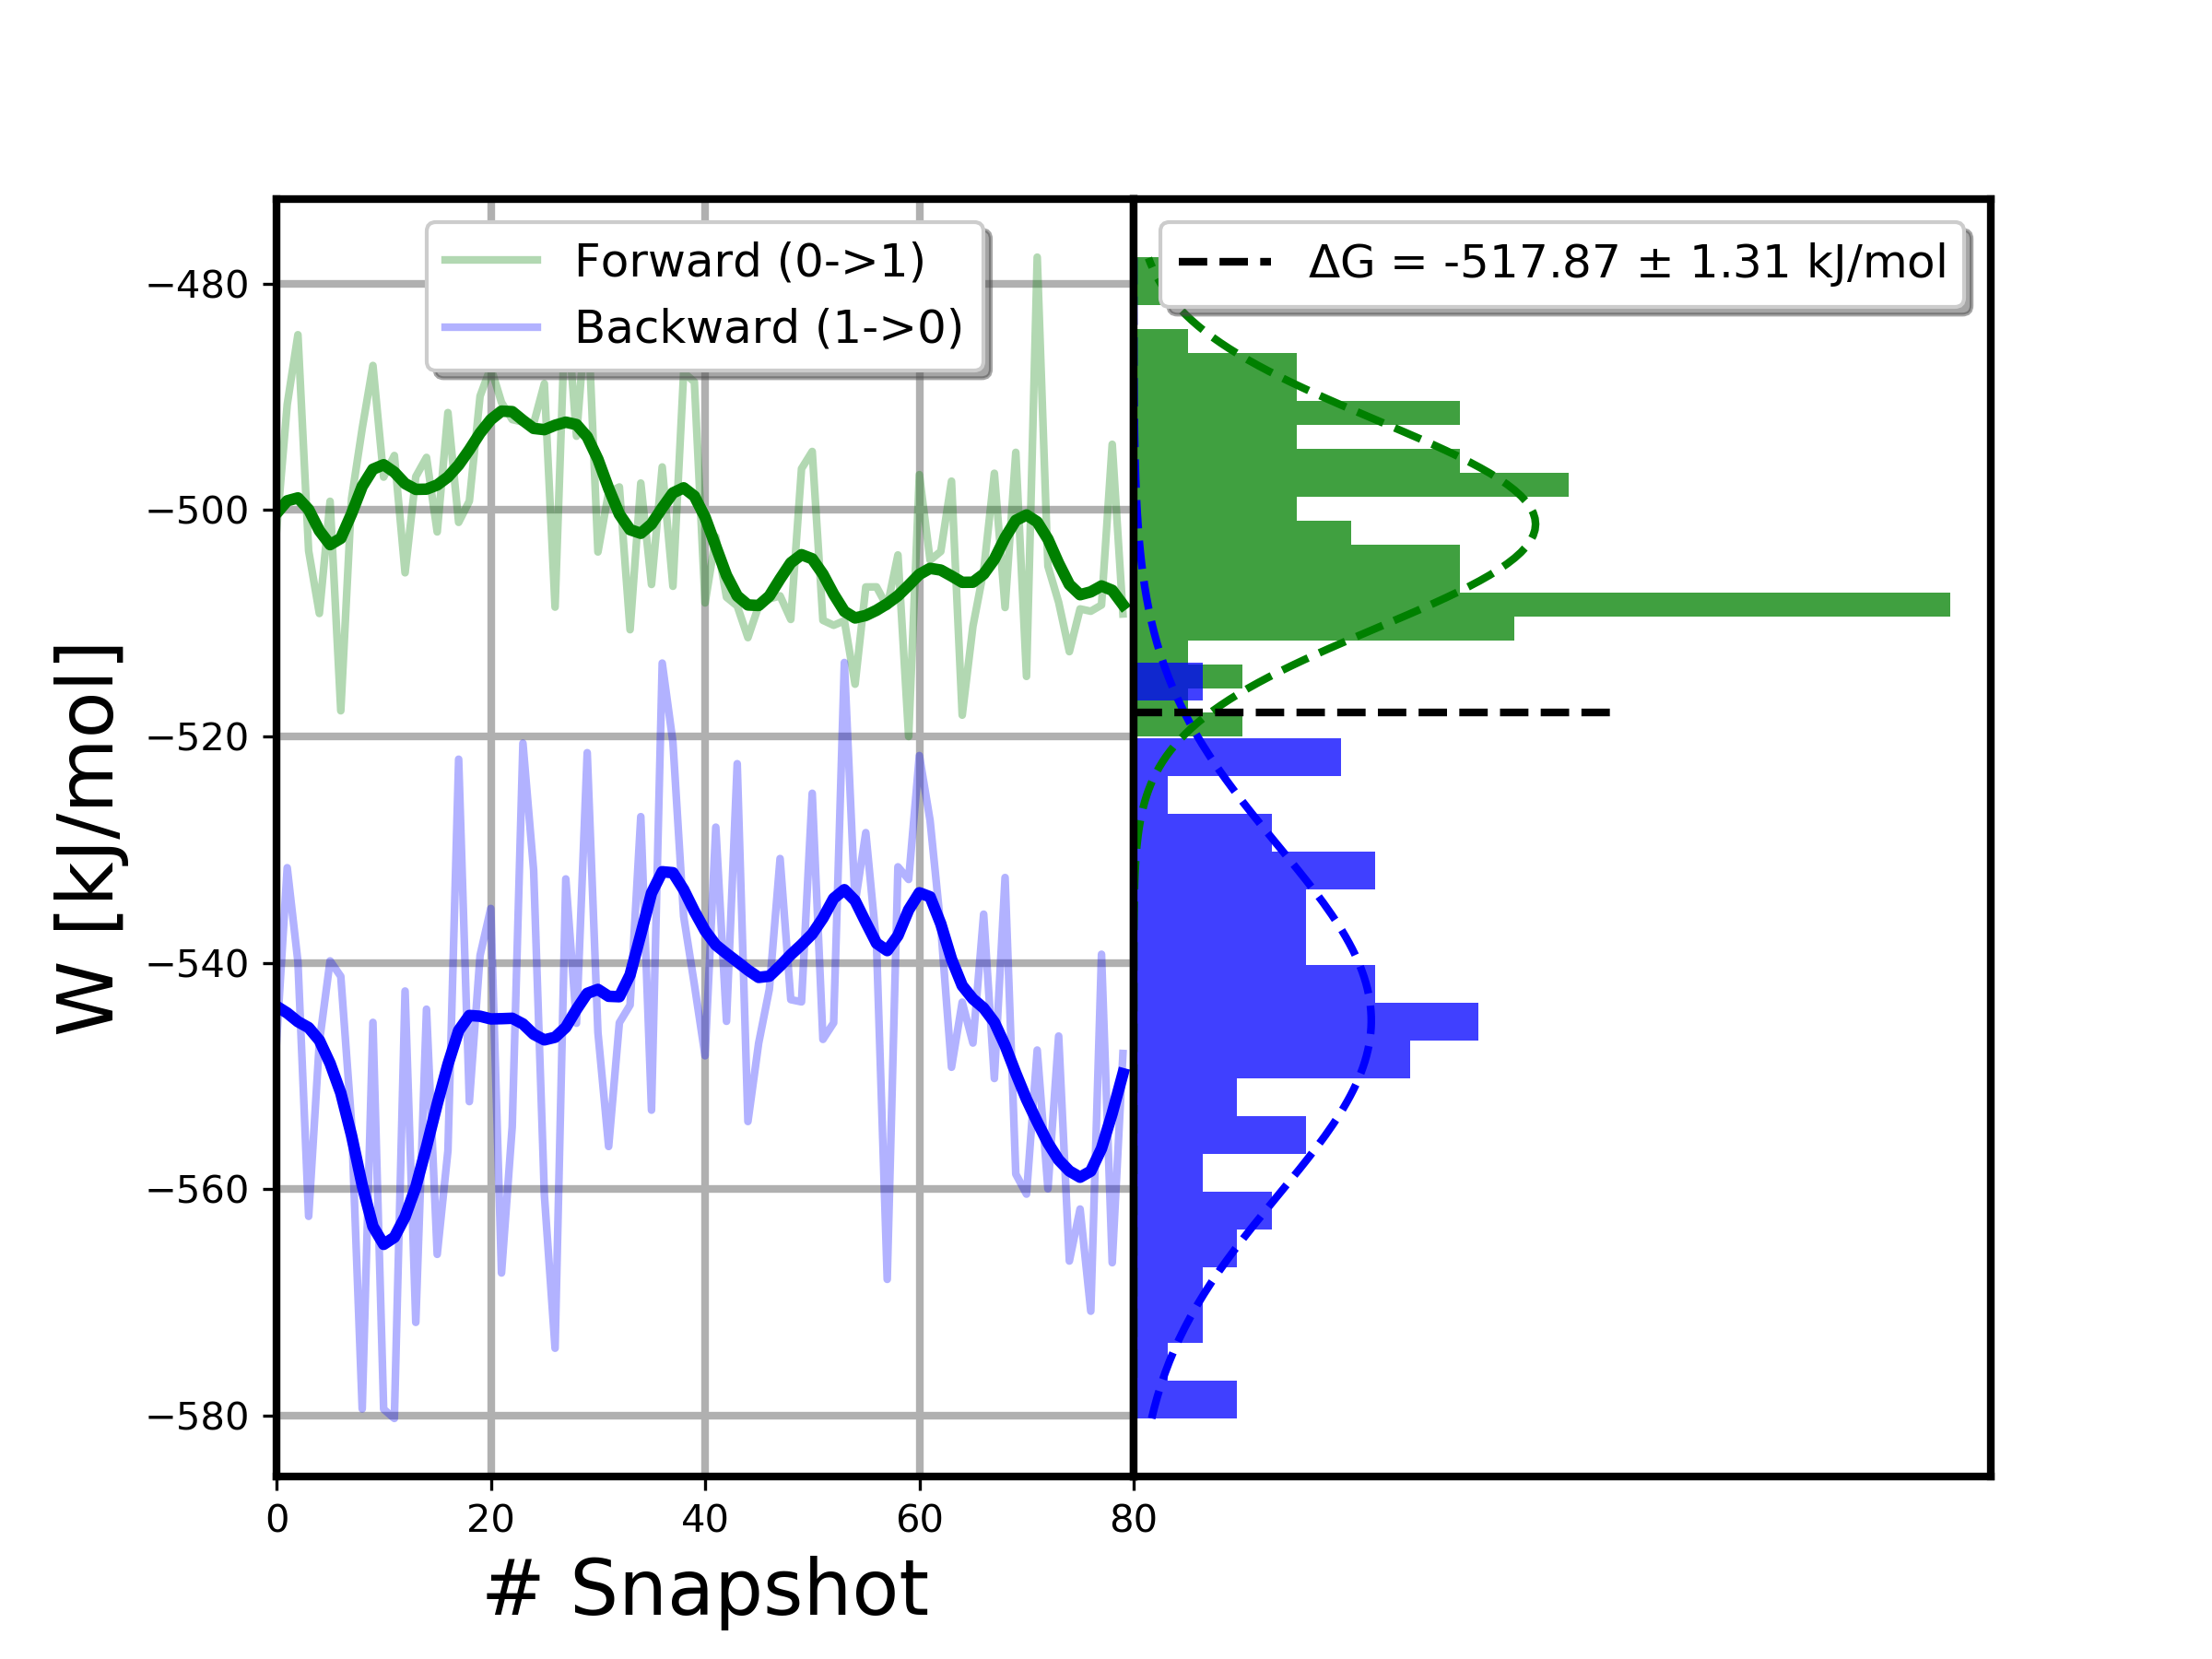 Forward (0->1)
Backward (1->0)
ΔG = -517.87 ± 1.31 kJ/mol
W [kJ/mol]
−480
−500
−520
−540
−560
−580
0 20 40 60 80
# Snapshot